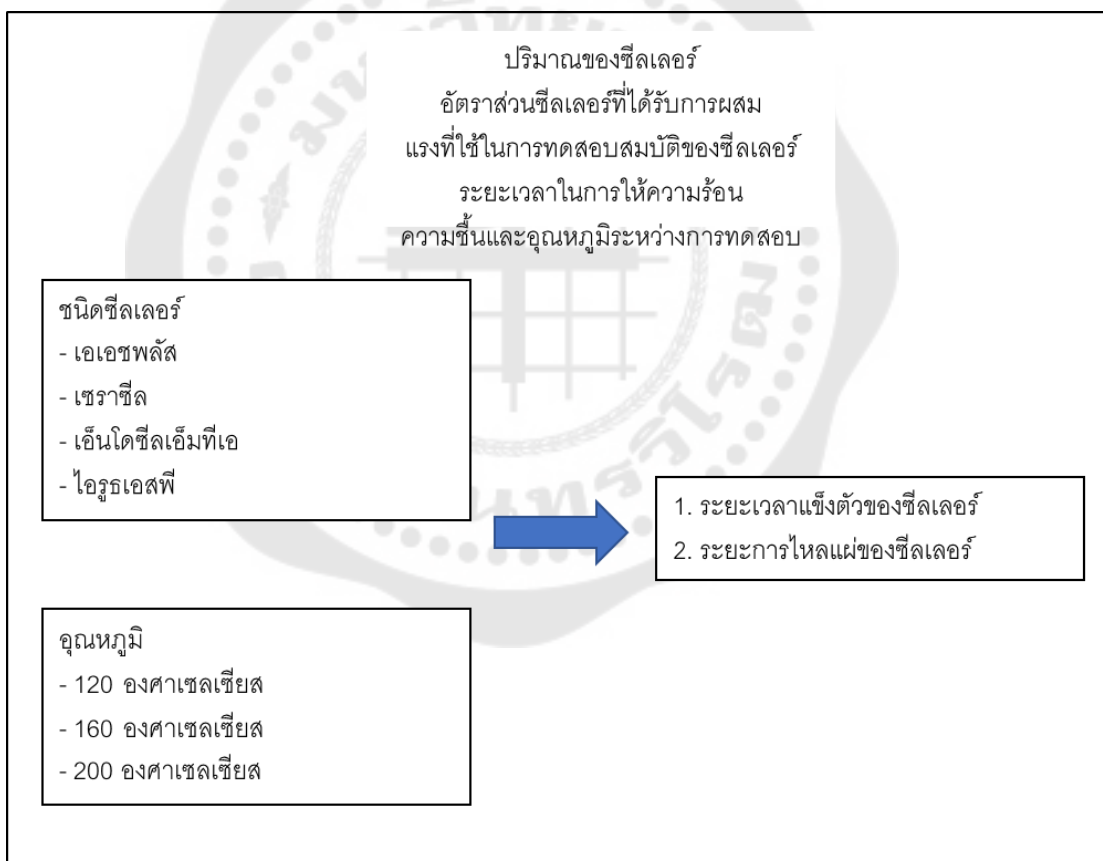 ปริมาณของซีลเลอร์
อัตราส่วนซีลเลอร์ที่ได้รับการผสม
แรงที่ใช้ในการทดสอบสมบัติของซีลเลอร์
ระยะเวลาในการให้ความร้อน
ความชื้นและอุณหภูมิระหว่างการทดสอบ
ชนิดซีลเลอร์
- เอเอชพลัส
- เซราซีล
- เอ็นโดซีลเอ็มทีเอ
- ไอรูธเอสพี
1. ระยะเวลาแข็งตัวของซีลเลอร์
2. ระยะการไหลแผ่ของซีลเลอร์
อุณหภูมิ
- 120 องศาเซลเซียส
- 160 องศาเซลเซียส
- 200 องศาเซลเซียส